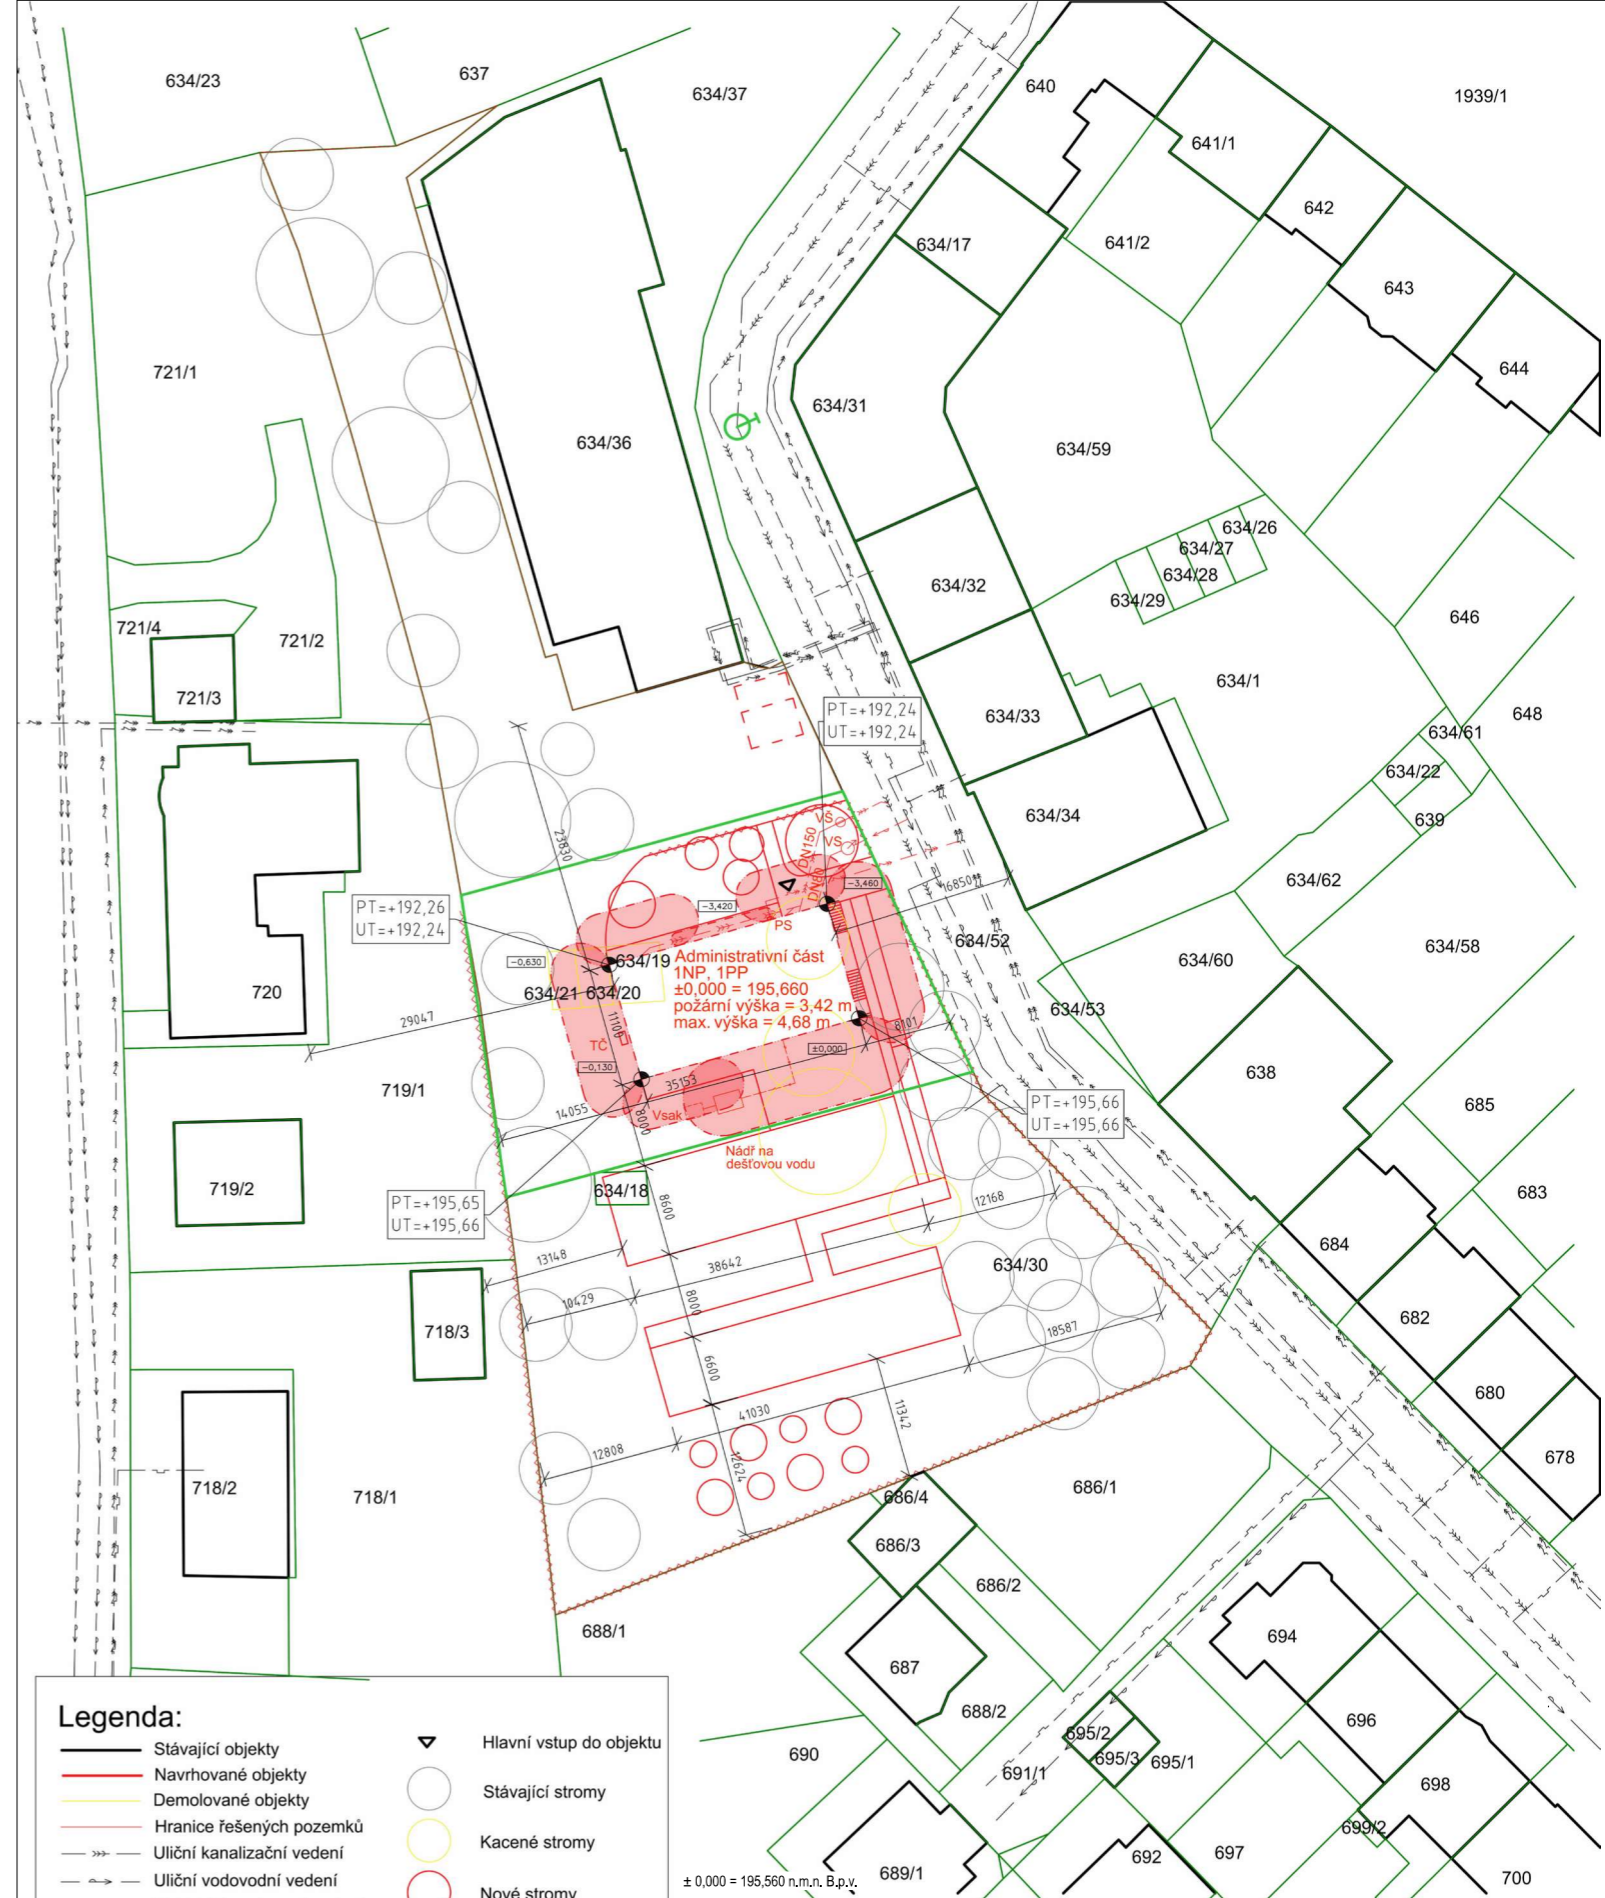 634/23
637
634/37
640
1939/1
641/1
642
641/2
634/17
643
644
721/1
634/31
634/36
634/59
634/26
634/27
634/28
634/29
634/32
646
721/4
721/2
721/3
634/1
634/33
648
PT=+192,24
UT=+192,24
634/61
634/22
639
634/34
23830
VŠ
VŠ
DN150
DN80
-3,460
16850
634/62
PT=+192,26
UT=+192,24
-3,420
PS
634/52
634/58
634/60
-0,630
634/19
Administrativní část
1NP, 1PP
±0,000 = 195,660
požární výška = 3,42 m
max. výška = 4,68 m
634/21
634/20
720
634/53
29047
11100
8101
TČ
±0,000
-0,130
638
719/1
35153
14055
8000
Vsak
PT=+195,66
UT=+195,66
685
Nádř na
dešťovou vodu
719/2
634/18
683
PT=+195,65
UT=+195,66
8600
12168
684
13148
38642
634/30
10429
8000
718/3
18587
682
6600
680
41030
11342
12808
12624
678
718/2
718/1
686/4
686/1
686/3
686/2
688/1
694
687
688/2
696
695/2
695/3
695/1
690
691/1
698
699/2
697
692
689/1
700
Legenda:
Stávající objekty
Navrhované objekty
Demolované objekty
Hranice řešených pozemků
Uliční kanalizační vedení
Uliční vodovodní vedení
Hlavní vstup do objektu
Stávající stromy
Kacené stromy
Nové stromy
± 0,000 = 195,560 n.m.n. B.p.v.